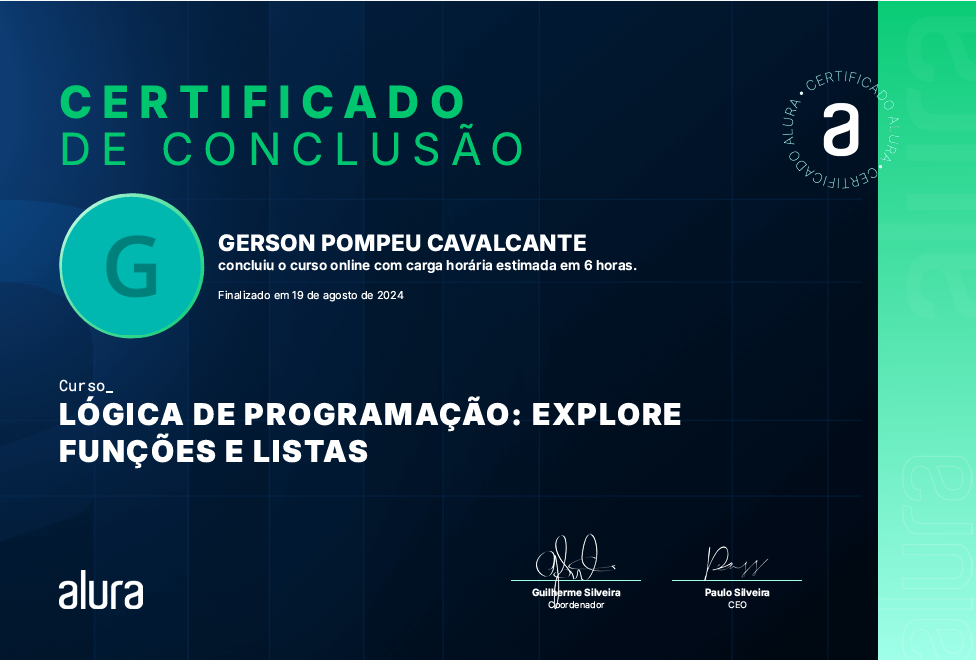 CERTIFICADO
DE CONCLUSÃO
CERTIFICADO ALURA • CERTIFICADO ALURA •
a
G
GERSON POMPEU CAVALCANTE
concluiu o curso online com carga horária estimada em 6 horas.
Finalizado em 19 de agosto de 2024
Curso_
LÓGICA DE PROGRAMAÇÃO: EXPLORE
FUNÇÕES E LISTAS
alura
Guilherme Silveira
Coordenador
Paulo Silveira
CEO
alura
alura